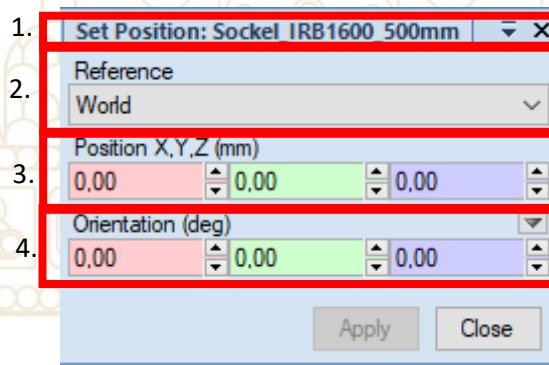 1. Set Position: Sockel_IRB1600_500mm
2. Reference
World
Position X,Y,Z (mm)
3. 0,00 0,00 0,00
Orientation (deg)
4. 0,00 0,00 0,00
Apply Close